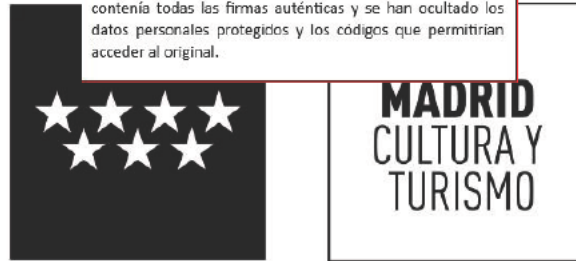 contenía todas las firmas auténticas y se han ocultado los
datos personales protegidos y los códigos que permitirían
acceder al original.
MADRID
CULTURA Y
TURISMO